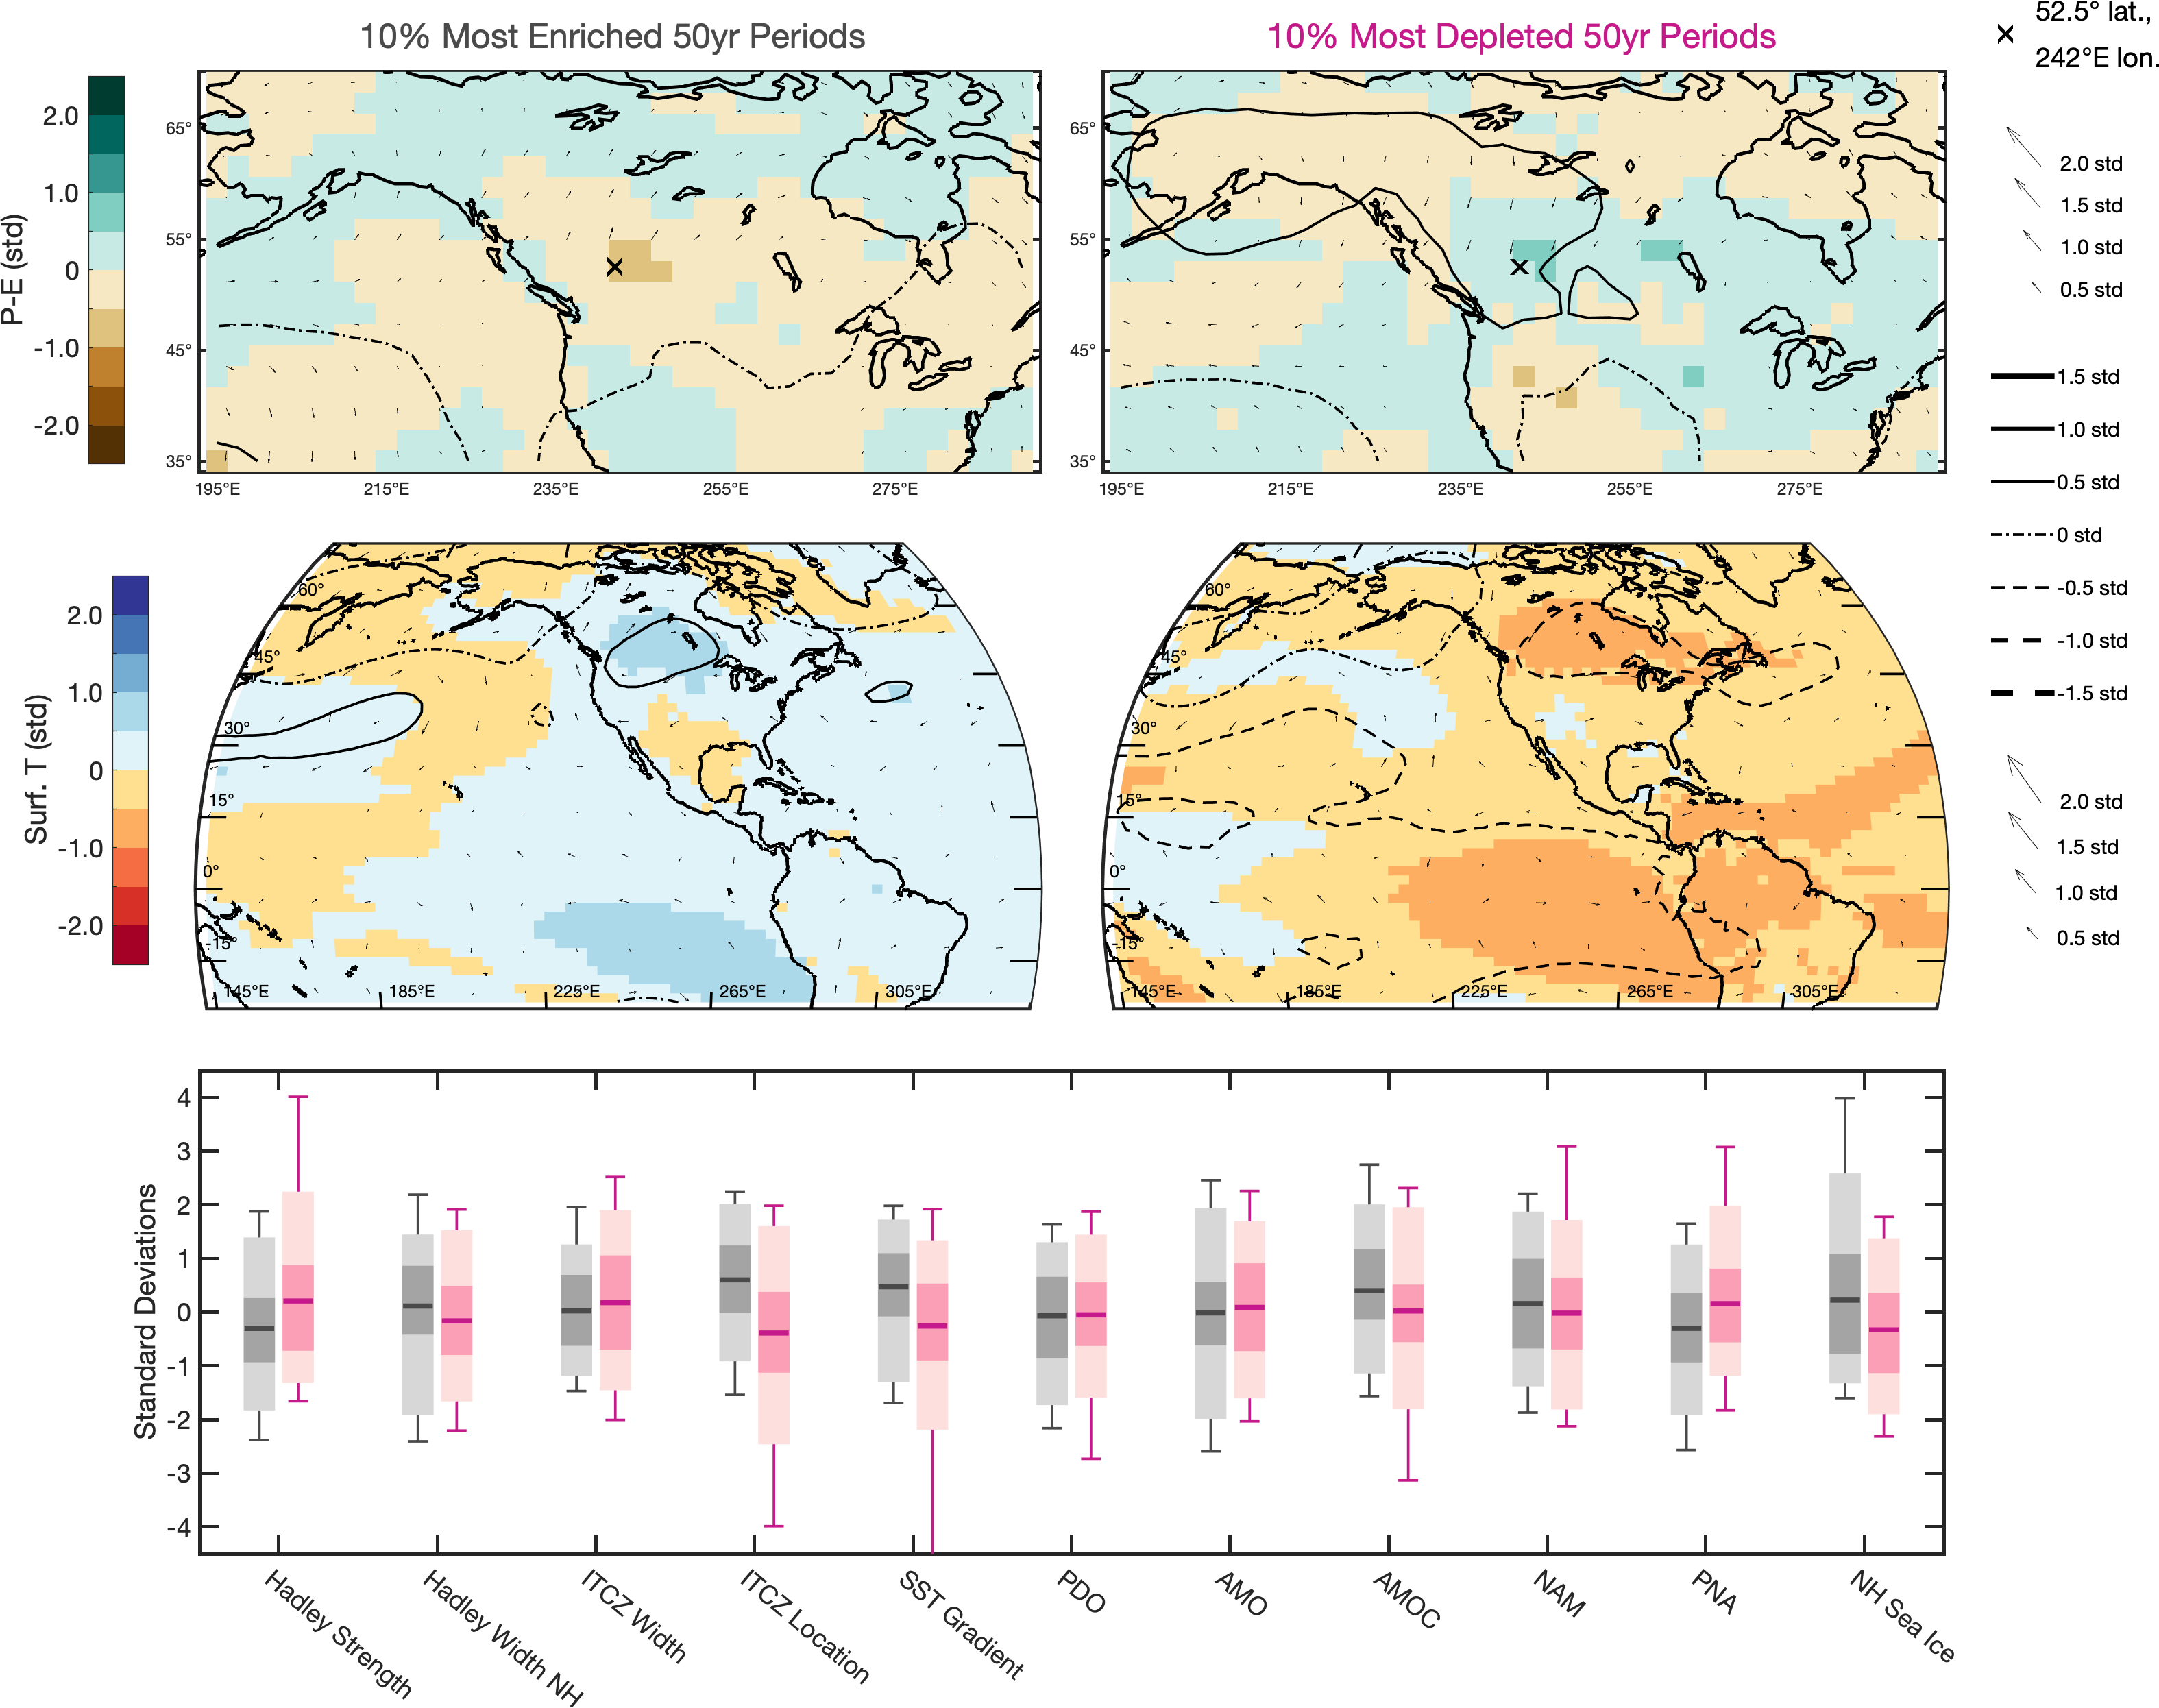 10% Most Enriched 50yr Periods
10% Most Depleted 50yr Periods
52.5° lat.,
242°E lon.
P-E (std)
2.0
1.0
0
-1.0
-2.0
65°
55°
45°
35°
195°E
215°E
235°E
255°E
275°E
65°
55°
45°
35°
195°E
215°E
235°E
255°E
275°E
2.0 std
1.5 std
1.0 std
0.5 std
1.5 std
1.0 std
0.5 std
0 std
-0.5 std
-1.0 std
-1.5 std
Surf. T (std)
2.0
1.0
0
-1.0
-2.0
60°
45°
30°
15°
0°
-15°
145°E
185°E
225°E
265°E
305°E
60°
45°
30°
15°
0°
-15°
145°E
185°E
225°E
265°E
305°E
2.0 std
1.5 std
1.0 std
0.5 std
Standard Deviations
4
3
2
1
0
-1
-2
-3
-4
Hadley Strength
Hadley Width NH
ITCZ Width
ITCZ Location
SST Gradient
PDO
AMO
AMOC
NAM
PNA
NH Sea Ice